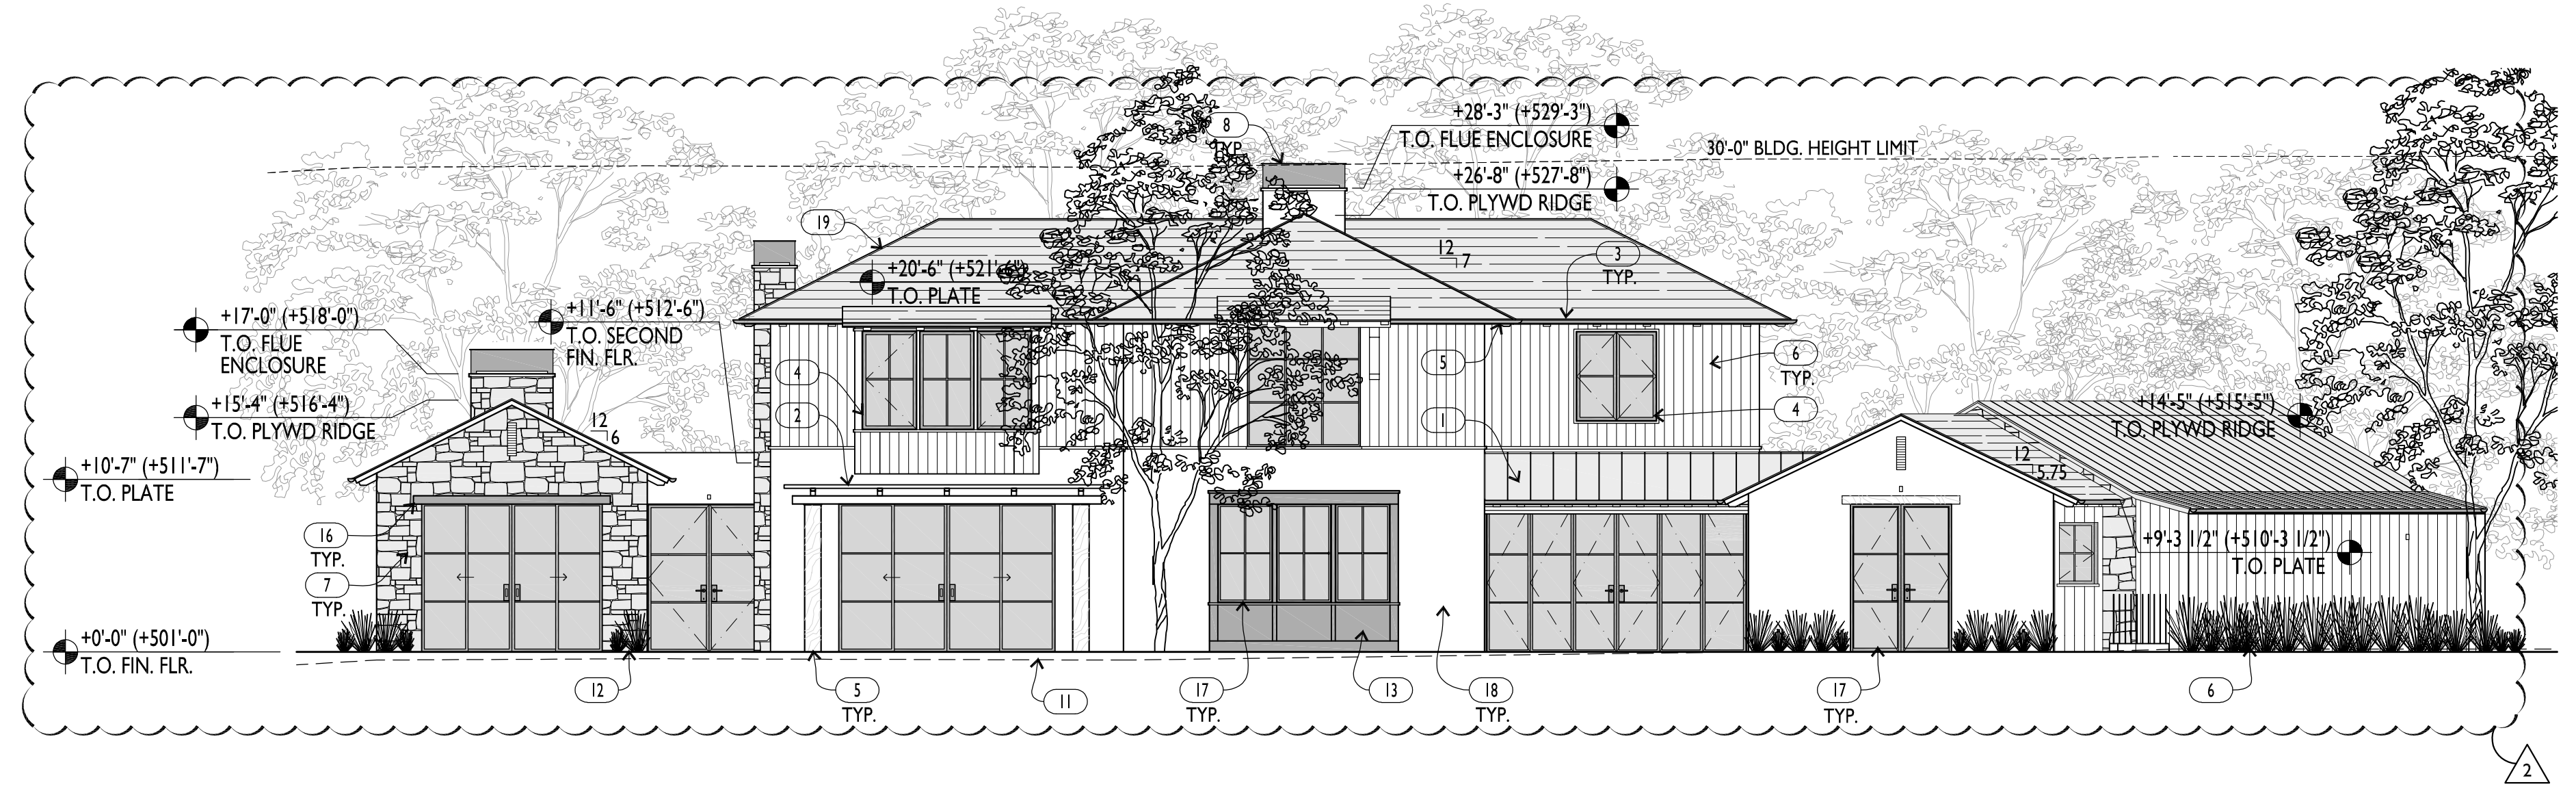 +28'-3" (+529'-3")
T.O. FLUE ENCLOSURE
8
TYP.
30'-0" BLDG. HEIGHT LIMIT
+26'-8" (+527'-8")
T.O. PLYWD RIDGE
19
12
7
3
TYP.
+20'-6" (+521'-6")
T.O. PLATE
+17'-0" (+518'-0")
T.O. FLUE
ENCLOSURE
+11'-6" (+512'-6")
T.O. SECOND
FIN. FLR.
4
5
6
TYP.
+15'-4" (+516'-4")
T.O. PLYWD RIDGE
12
6
2
1
4
+14'-5" (+515'-5")
T.O. PLYWD RIDGE
+10'-7" (+511'-7")
T.O. PLATE
12
5.75
16
TYP.
7
TYP.
+9'-3 1/2" (+510'-3 1/2")
T.O. PLATE
+0'-0" (+501'-0")
T.O. FIN. FLR.
12
5
TYP.
11
17
TYP.
13
18
TYP.
17
TYP.
6
2